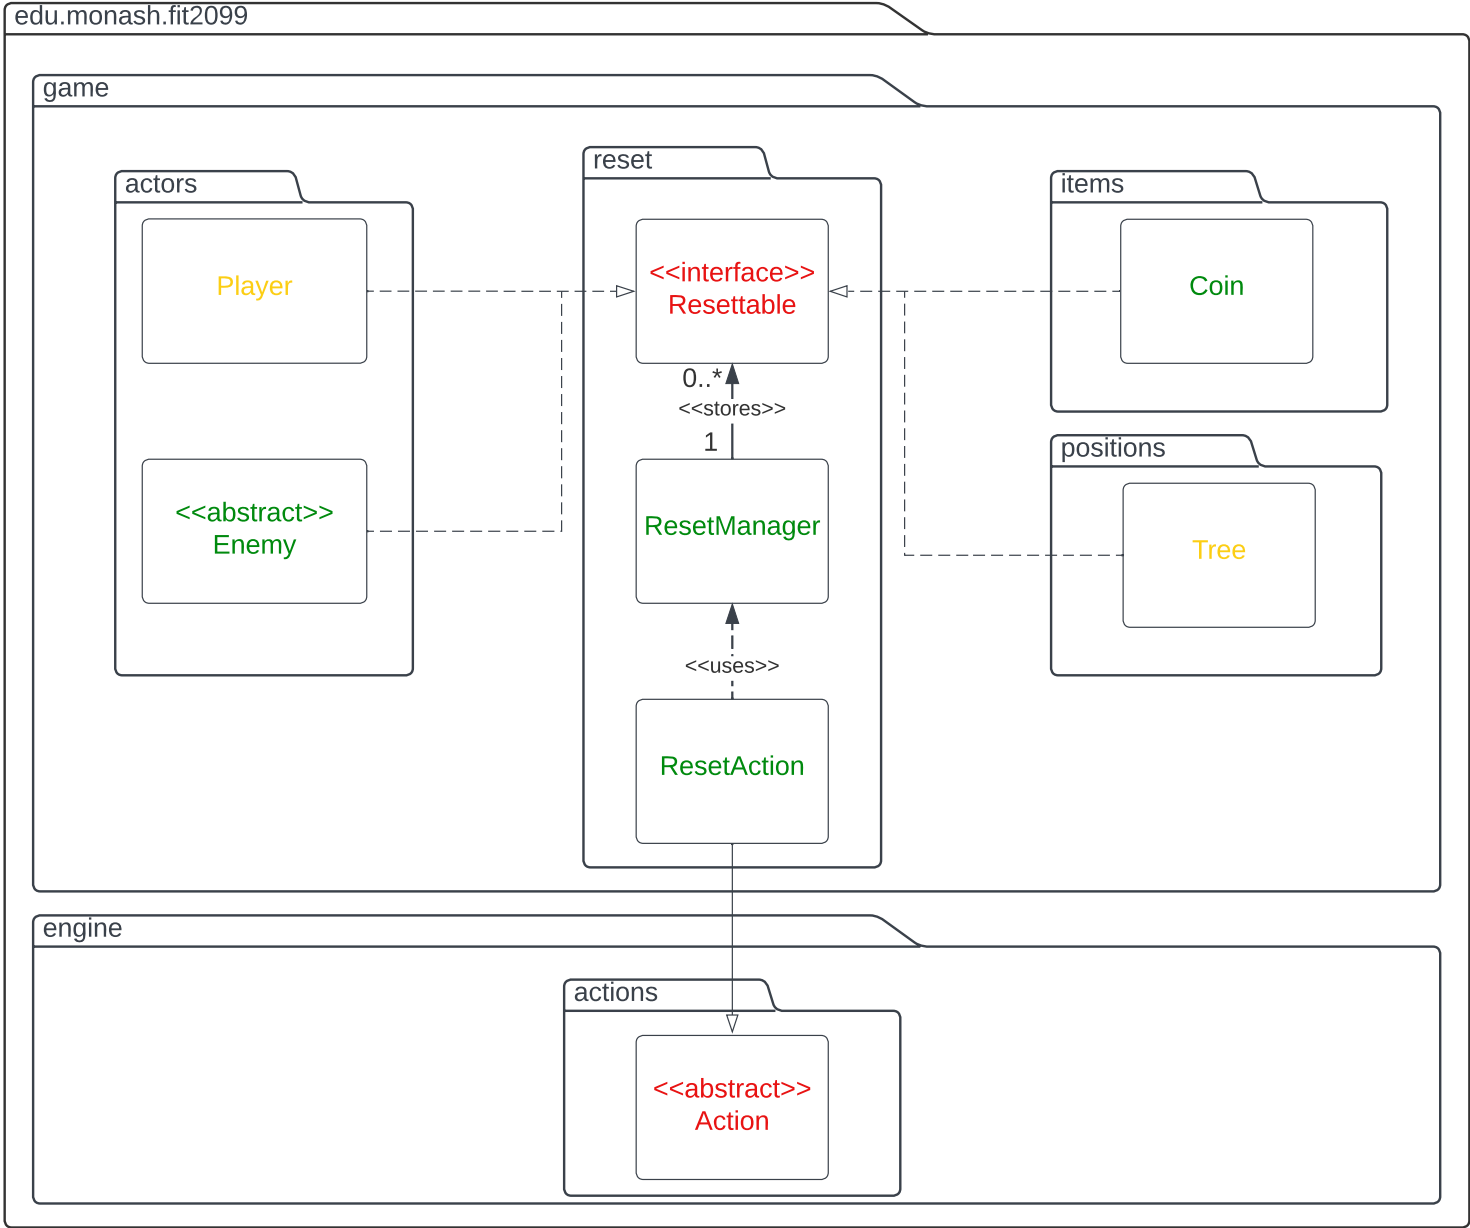 edu.monash.fit2099
game
actors
Player
<<abstract>>
Enemy
reset
<<interface>>
Resettable
0..*
<<stores>>
1
ResetManager
<<uses>>
ResetAction
items
Coin
positions
Tree
engine
actions
<<abstract>>
Action